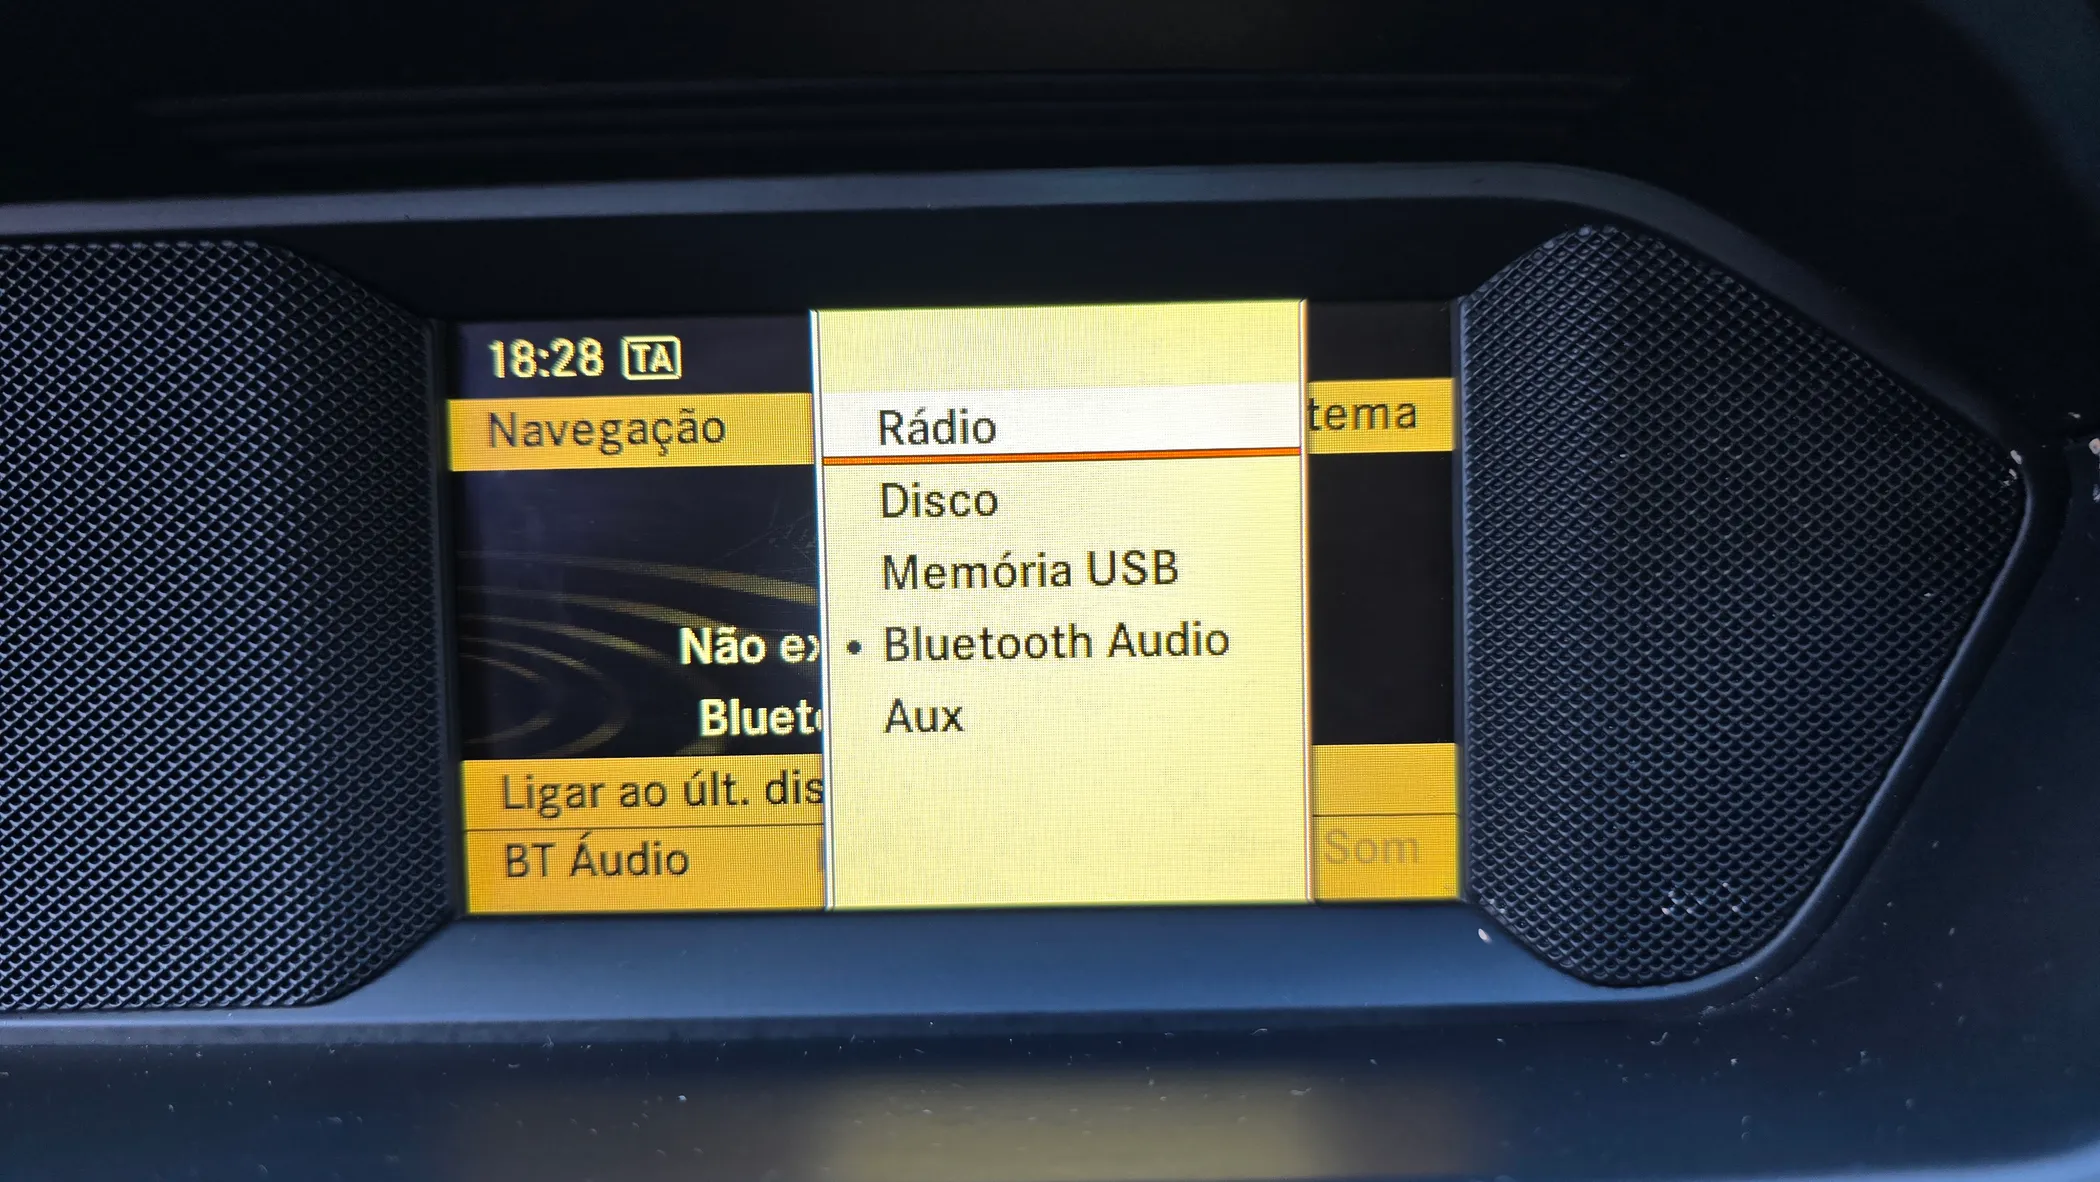 18:28 TA
Navegação
tema
Rádio
Disco
Memória USB
• Bluetooth Audio
Aux
Não ex
Blueto
Ligar ao últ. dis
BT Áudio
Som